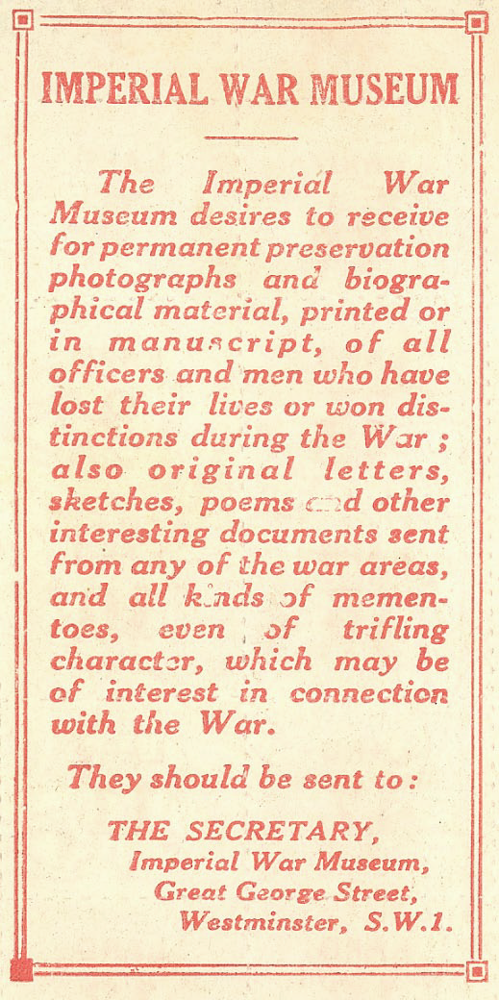 IMPERIAL WAR MUSEUM
The Imperial War
Museum desires to receive
for permanent preservation
photographs and biogra-
phical material, printed or
in manuscript, of all
officers and men who have
lost their lives or won dis-
tinctions during the War ;
also original letters,
sketches, poems and other
interesting documents sent
from any of the war areas,
and all kinds of memen-
toes, even of trifling
character, which may be
of interest in connection
with the War.
They should be sent to :
THE SECRETARY,
Imperial War Museum,
Great George Street,
Westminster, S.W.1.